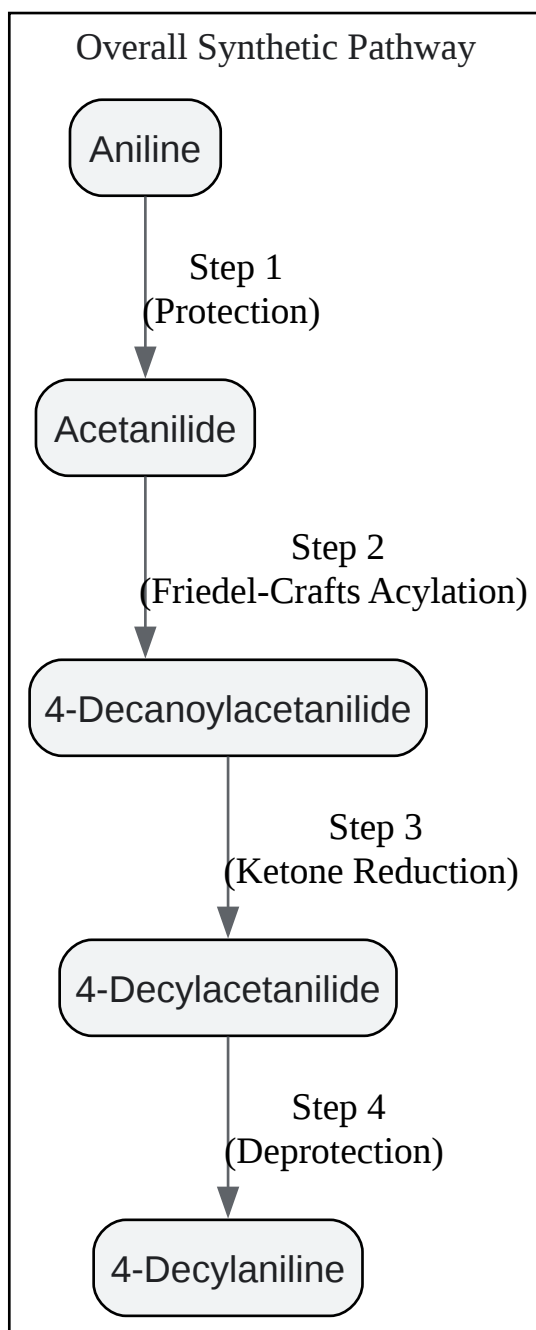 Overall Synthetic Pathway
Aniline
Step 1
(Protection)
Acetanilide
Step 2
(Friedel-Crafts Acylation)
4-Decanoylacetanilide
Step 3
(Ketone Reduction)
4-Decylacetanilide
Step 4
(Deprotection)
4-Decylaniline